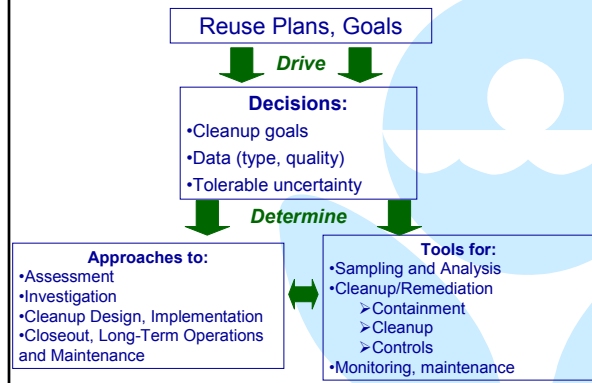 Reuse Plans, Goals
Drive
Decisions:
•Cleanup goals
•Data (type, quality)
•Tolerable uncertainty
Determine
Approaches to:
•Assessment
•Investigation
•Cleanup Design, Implementation
•Closeout, Long-Term Operations
and Maintenance
Tools for:
•Sampling and Analysis
•Cleanup/Remediation
➢Containment
➢Cleanup
➢Controls
•Monitoring, maintenance